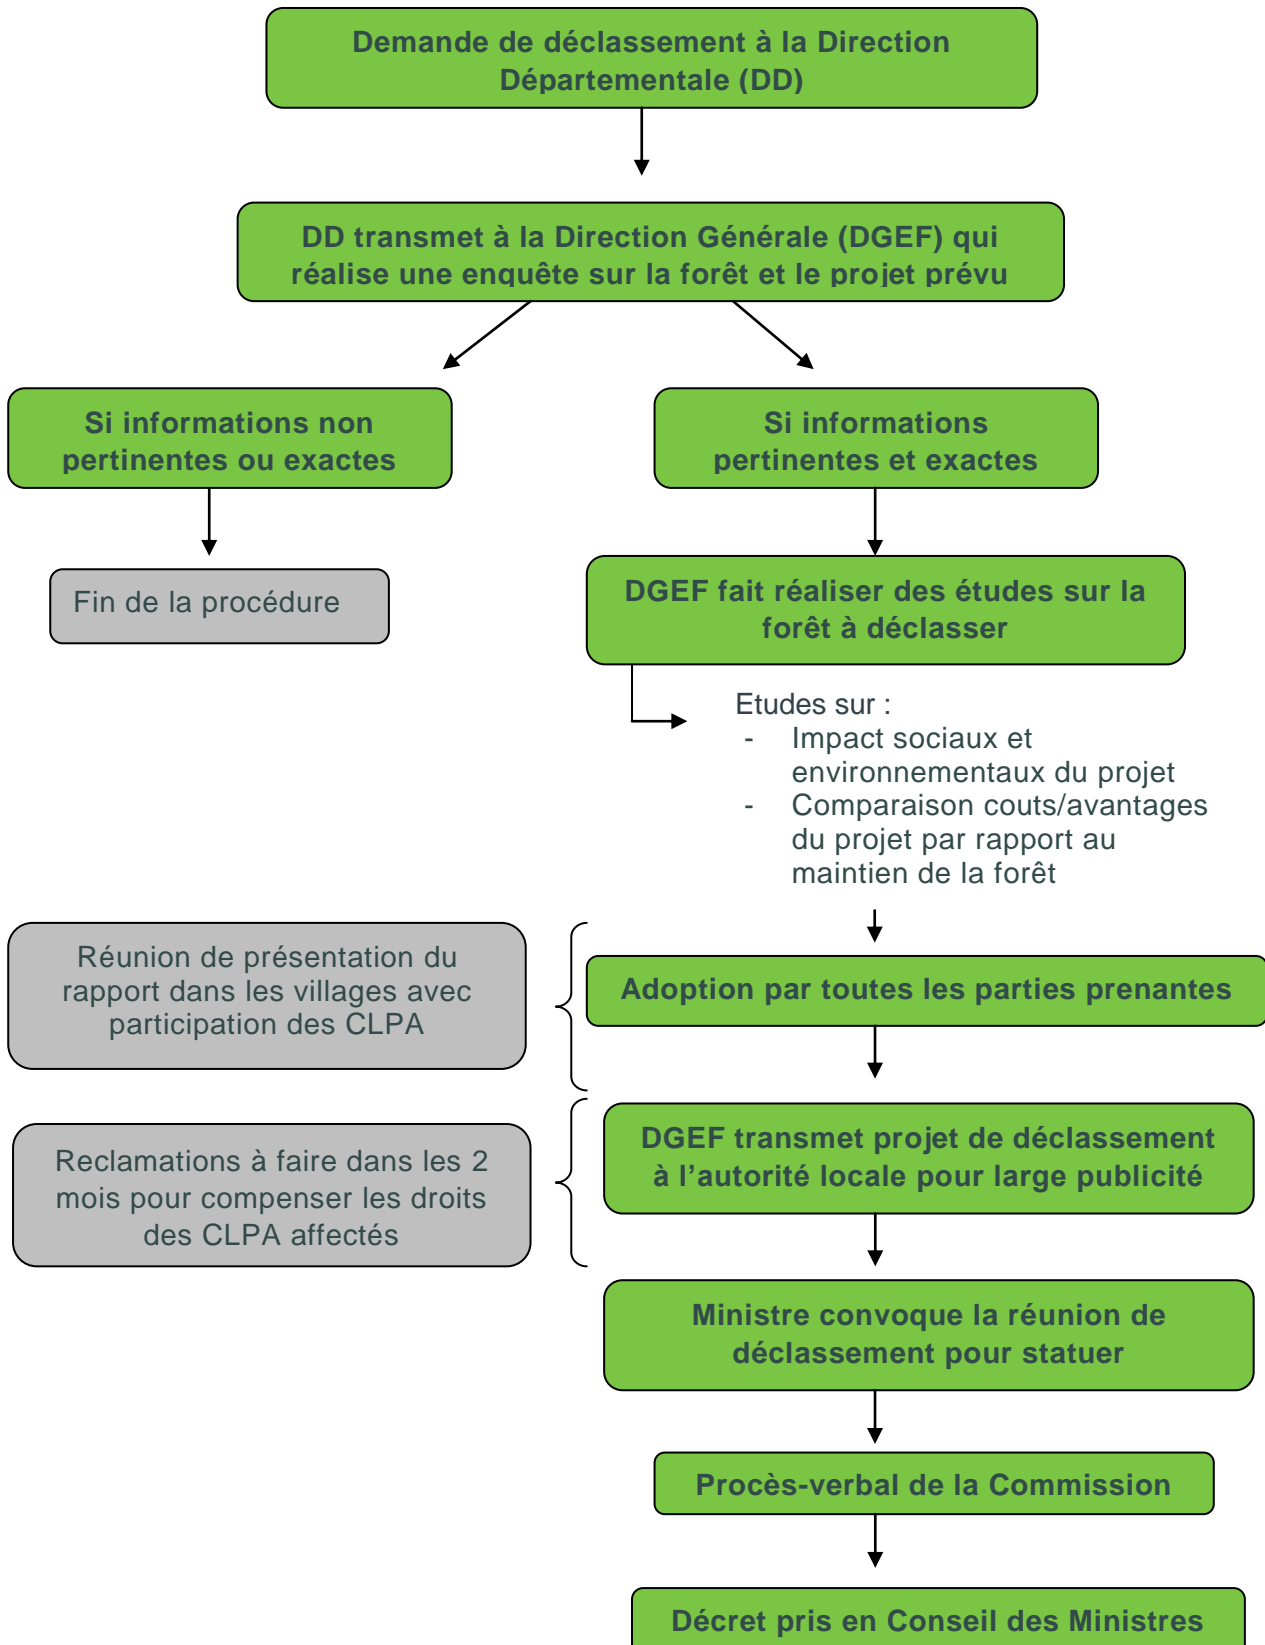 Demande de déclassement à la Direction
Départementale (DD)
DD transmet à la Direction Générale (DGEF) qui
réalise une enquête sur la forêt et le projet prévu
Si informations non
pertinentes ou exactes
Si informations
pertinentes et exactes
Fin de la procédure
DGEF fait réaliser des études sur la
forêt à déclasser
Etudes sur :
- Impact sociaux et
environnementaux du projet
- Comparaison couts/avantages
du projet par rapport au
maintien de la forêt
Réunion de présentation du
rapport dans les villages avec
participation des CLPA
Adoption par toutes les parties prenantes
Reclamations à faire dans les 2
mois pour compenser les droits
des CLPA affectés
DGEF transmet projet de déclassement
à l'autorité locale pour large publicité
Ministre convoque la réunion de
déclassement pour statuer
Procès-verbal de la Commission
Décret pris en Conseil des Ministres